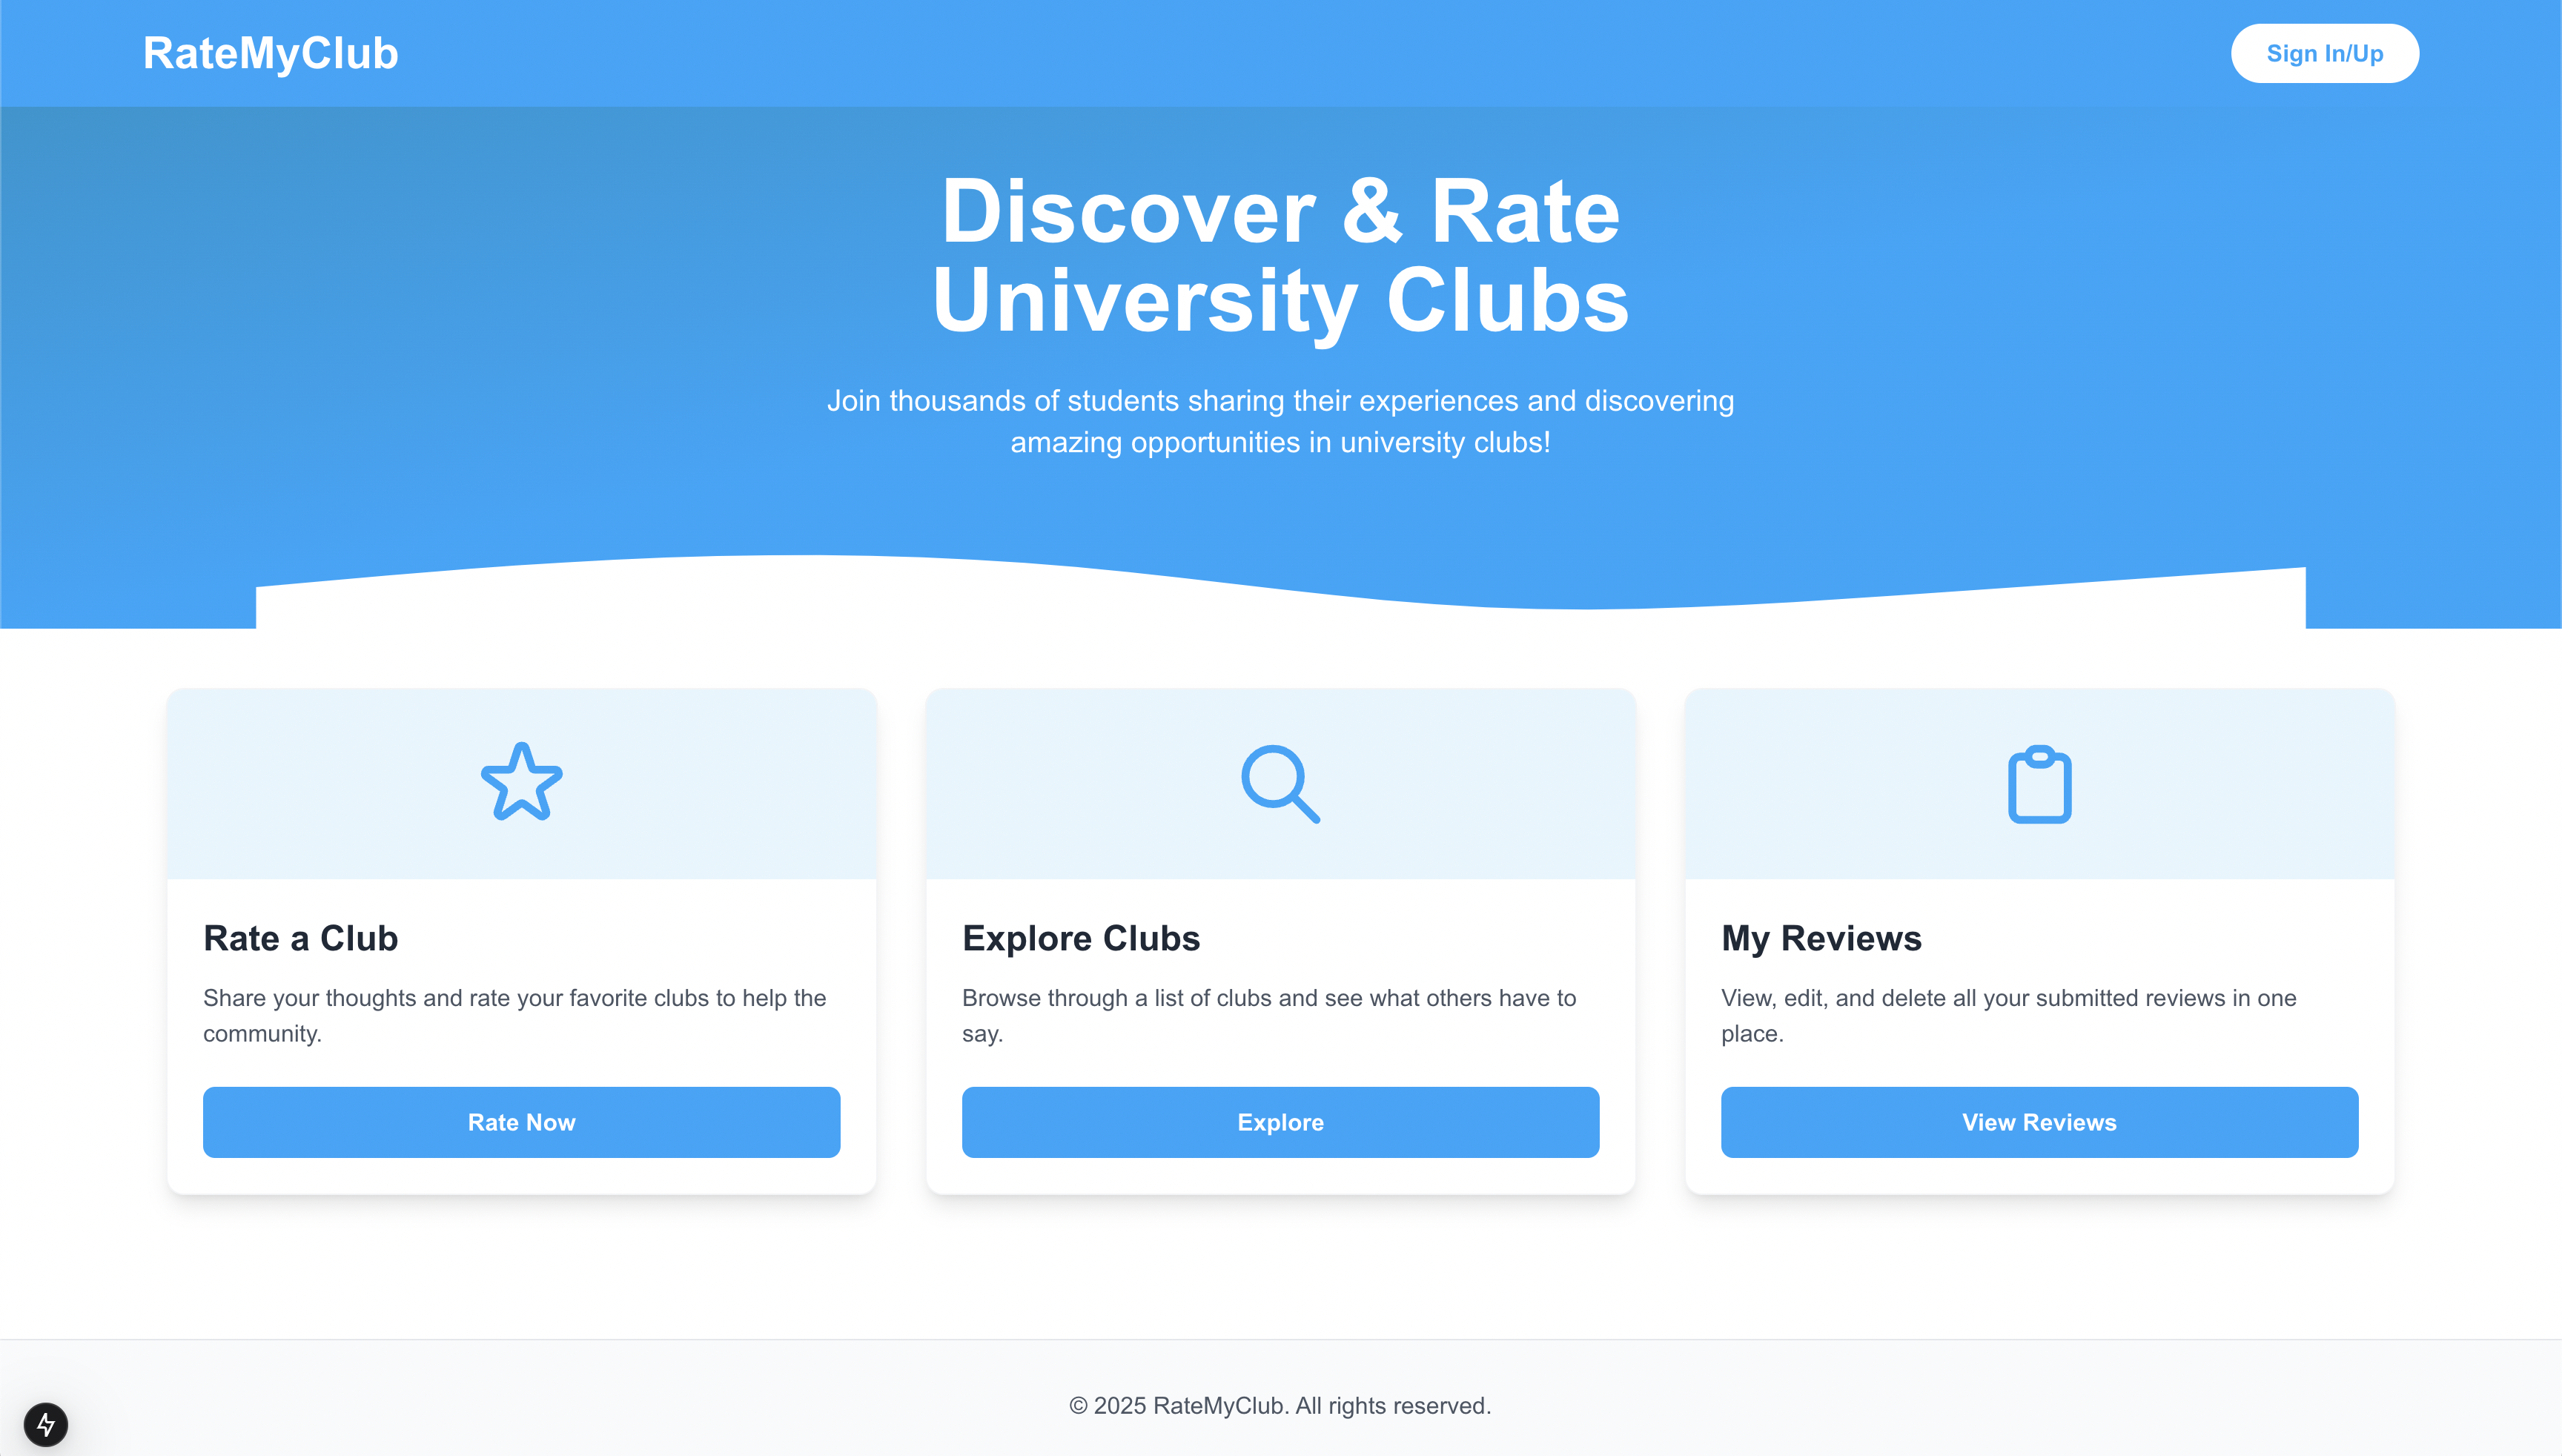 RateMyClub
Sign In/Up
Discover & Rate
University Clubs
Join thousands of students sharing their experiences and discovering
amazing opportunities in university clubs!
Rate a Club
Share your thoughts and rate your favorite clubs to help the
community.
Rate Now
Explore Clubs
Browse through a list of clubs and see what others have to
say.
Explore
My Reviews
View, edit, and delete all your submitted reviews in one
place.
View Reviews
© 2025 RateMyClub. All rights reserved.